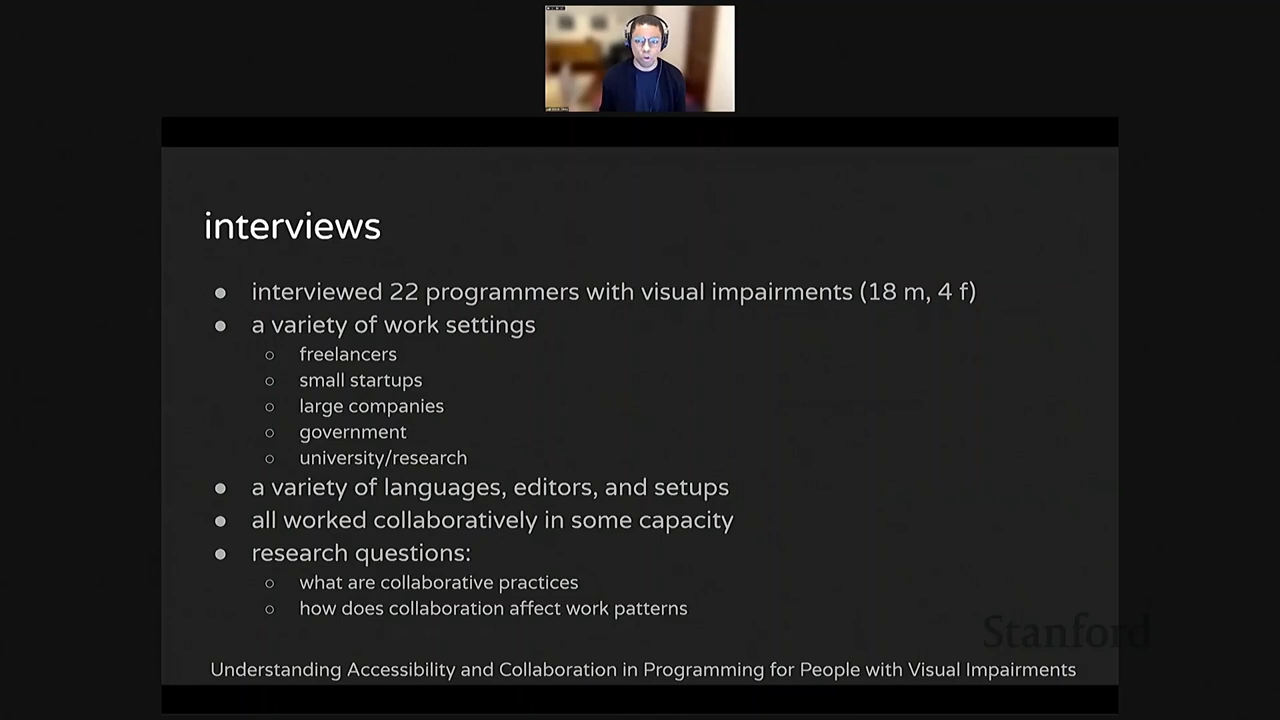 interviews
● interviewed 22 programmers with visual impairments (18 m, 4 f)
● a variety of work settings
○ freelancers
○ small startups
○ large companies
○ government
○ university/research
● a variety of languages, editors, and setups
● all worked collaboratively in some capacity
● research questions:
○ what are collaborative practices
○ how does collaboration affect work patterns
Stanford
Understanding Accessibility and Collaboration in Programming for People with Visual Impairments